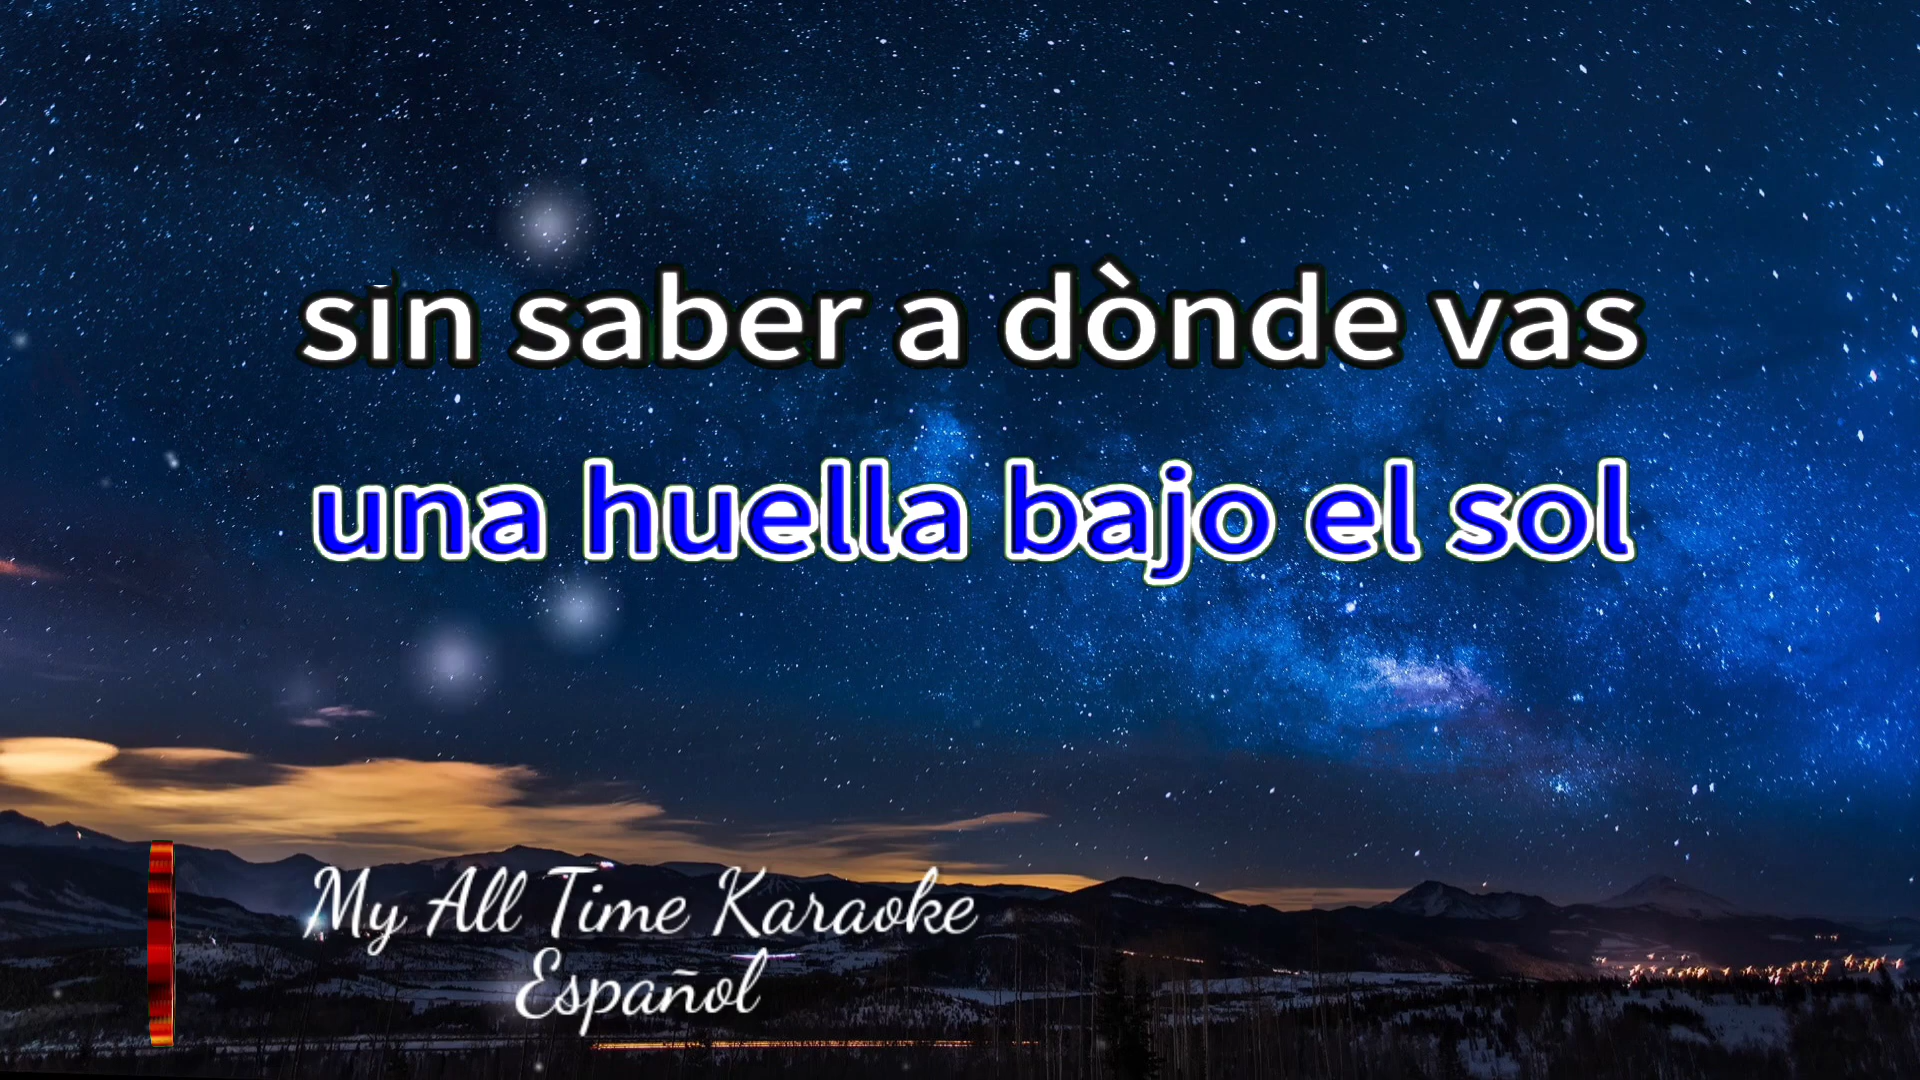 sin saber a dònde vas
una huella bajo el sol
My All Time Karaoke
Español